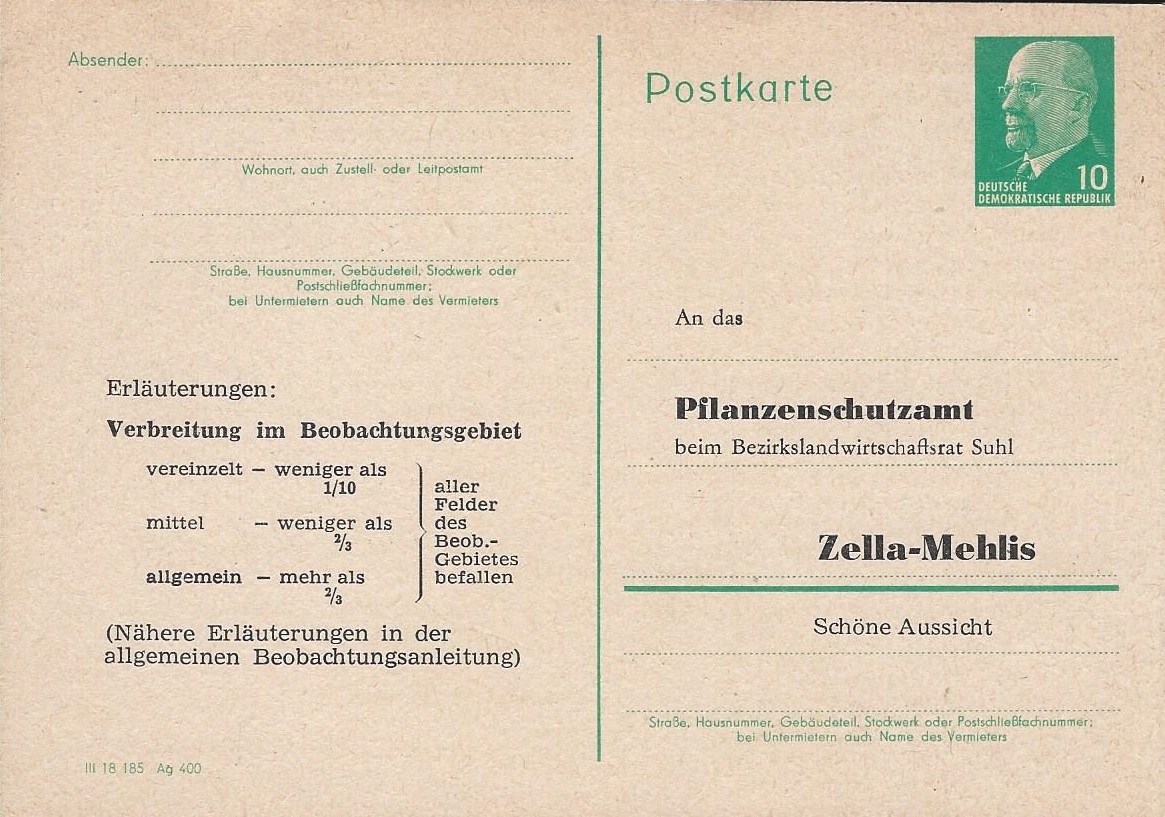 Absender:
Wohnort, auch Zustell- oder Leitpostamt
Straße, Hausnummer, Gebäudeteil, Stockwerk oder
Postschließfachnummer;
bei Untermietern auch Name des Vermieters
Erläuterungen:
Verbreitung im Beobachtungsgebiet
vereinzelt – weniger als
1/10
mittel – weniger als
2/3
allgemein – mehr als
2/3
aller
Felder
des
Beob.-
Gebietes
befallen
(Nähere Erläuterungen in der
allgemeinen Beobachtungsanleitung)
III 18 185 Ag 400
Postkarte
10
DEUTSCHE
DEMOKRATISCHE REPUBLIK
An das
Pflanzenschutzamt
beim Bezirkslandwirtschaftsrat Suhl
Zella-Mehlis
Schöne Aussicht
Straße, Hausnummer, Gebäudeteil, Stockwerk oder Postschließfachnummer;
bei Untermietern auch Name des Vermieters